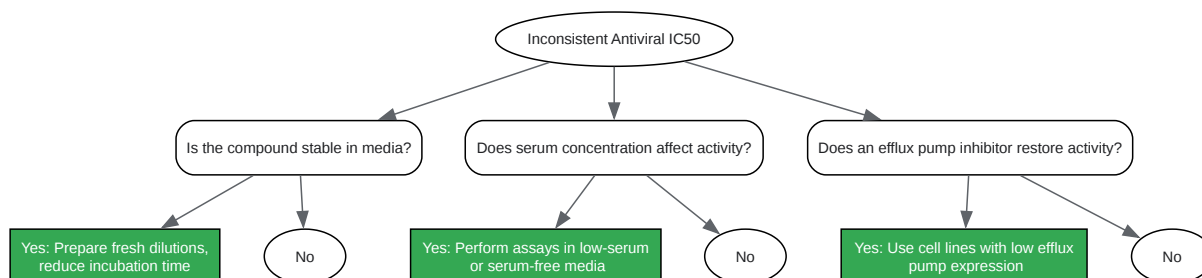 Inconsistent Antiviral IC50
Is the compound stable in media?
Does serum concentration affect activity?
Does an efflux pump inhibitor restore activity?
Yes: Prepare fresh dilutions,
reduce incubation time
No
Yes: Perform assays in low-serum
or serum-free media
No
Yes: Use cell lines with low efflux
pump expression
No